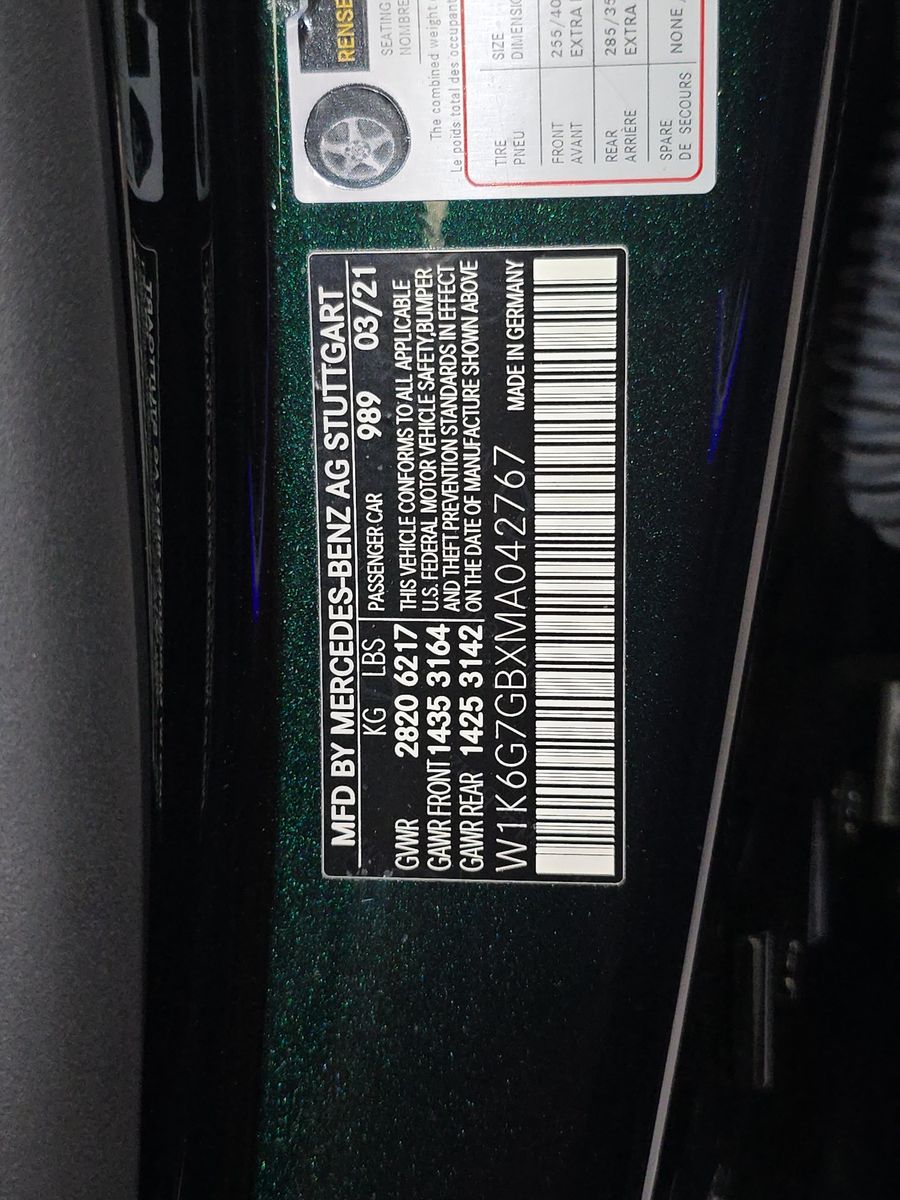 MFD BY MERCEDES-BENZ AG STUTTGART
KG LBS PASSENGER CAR 989 03/21
GVWR 2820 6217
GAWR FRONT 1435 3164
GAWR REAR 1425 3142
THIS VEHICLE CONFORMS TO ALL APPLICABLE
U.S. FEDERAL MOTOR VEHICLE SAFETY,BUMPER
AND THEFT PREVENTION STANDARDS IN EFFECT
ON THE DATE OF MANUFACTURE SHOWN ABOVE
W1K6G7GBXMA042767 MADE IN GERMANY
SEATING
NOMBRE
The combined weight
Le poids total des occupant
TIRE SIZE
PNEU
FRONT 255/40
AVANT EXTRA
REAR 285/35
ARRIÈRE EXTRA
SPARE NONE
DE SECOURS